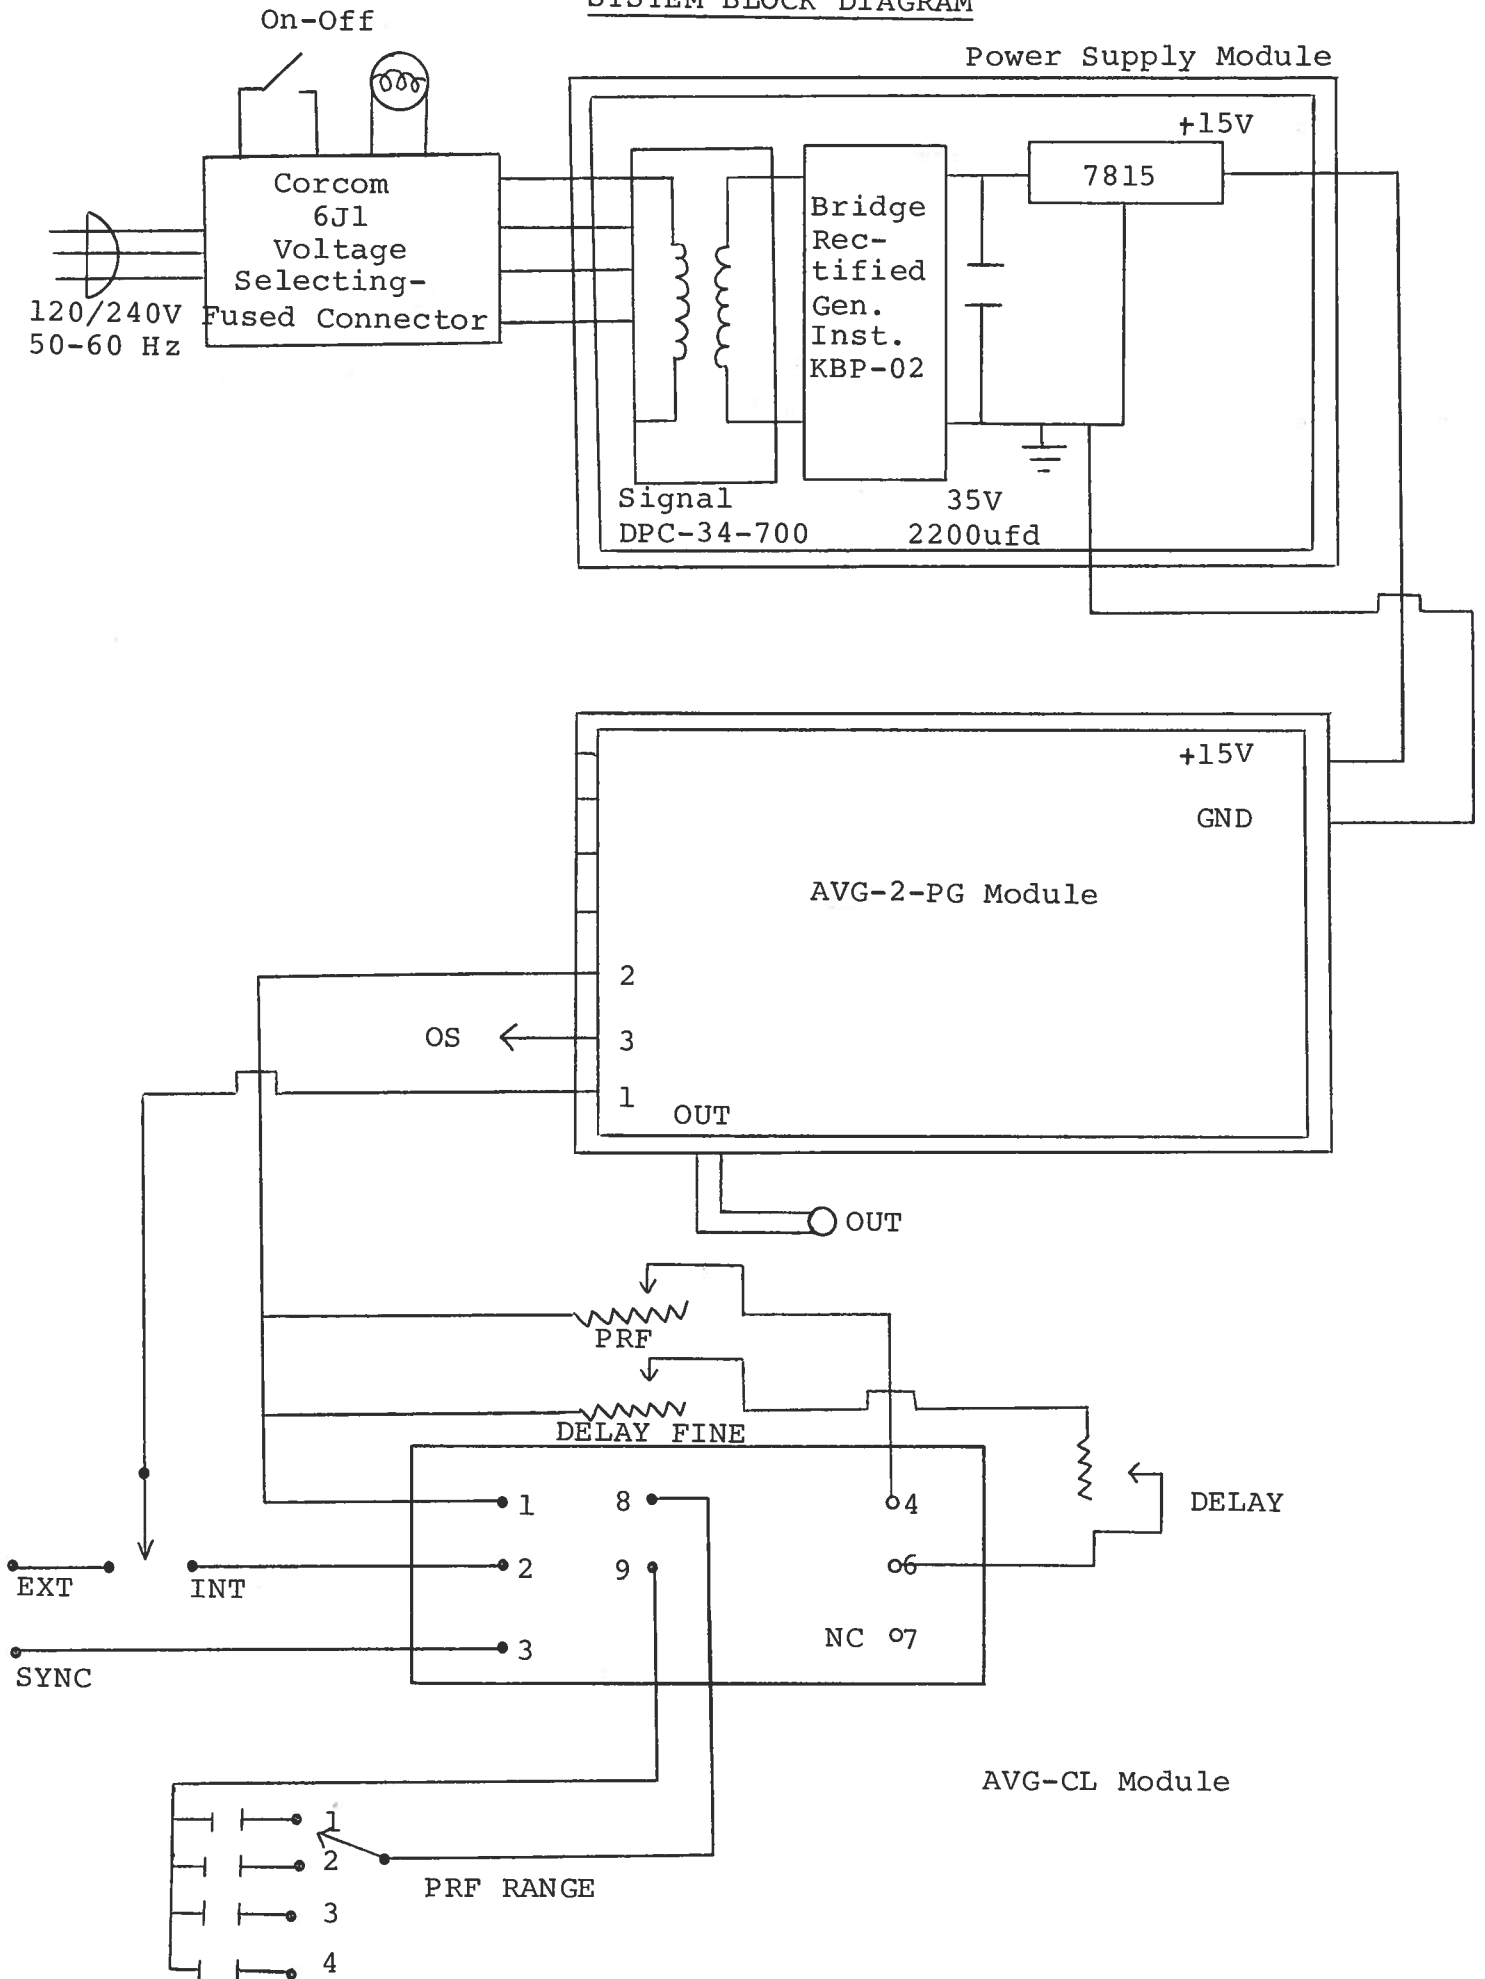 SYSTEM BLOCK DIAGRAM
On-Off
Power Supply Module
+15V
7815
Corcom
6J1
Voltage
Selecting-
Fused Connector
120/240V
50-60 Hz
Bridge
Rec-
tified
Gen.
Inst.
KBP-02
Signal
DPC-34-700
35V
2200ufd
+15V
GND
AVG-2-PG Module
2
OS
3
1
OUT
OUT
PRF
DELAY FINE
1
8
4
DELAY
2
9
6
EXT
INT
3
NC
7
SYNC
AVG-CL Module
1
2
PRF RANGE
3
4